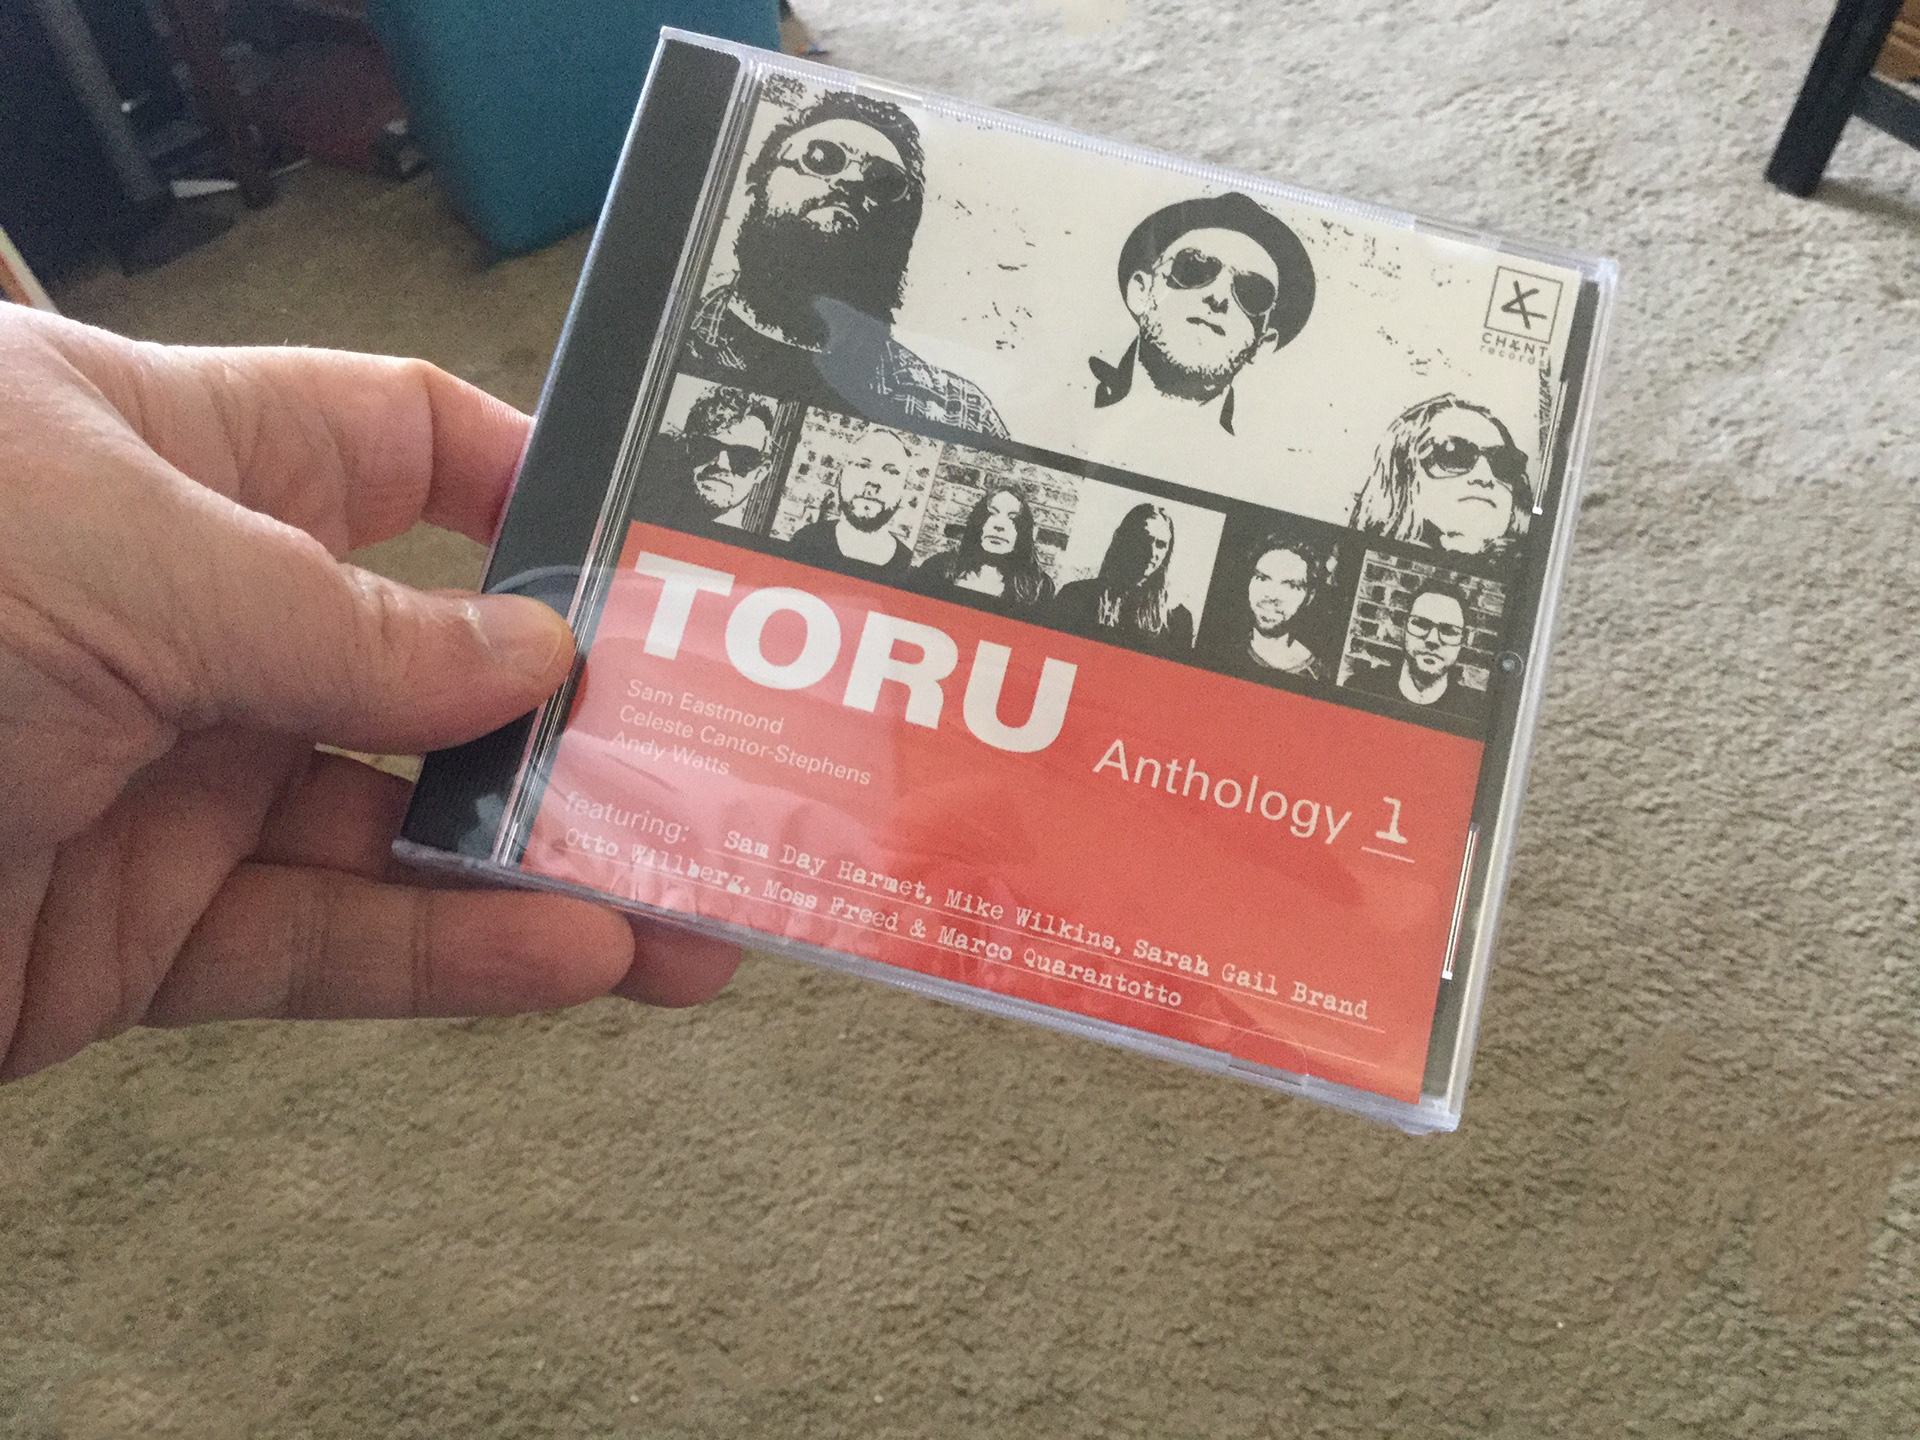 CHANT
records
TORU
Anthology 1
Sam Eastmond
Celeste Cantor-Stephens
Andy Watts
featuring: Sam Day Harmet, Mike Wilkins, Sarah Gail Brand
Otto Willberg, Moss Freed & Marco Quarantotto